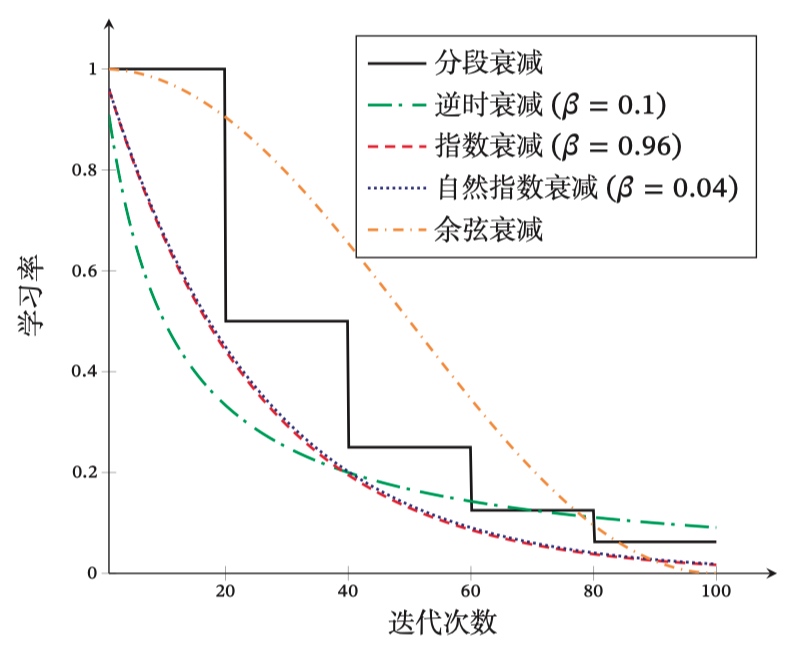 分段衰减
逆时衰减 (β = 0.1)
指数衰减 (β = 0.96)
自然指数衰减 (β = 0.04)
余弦衰减
学习率
1
0.8
0.6
0.4
0.2
0
20 40 60 80 100
迭代次数